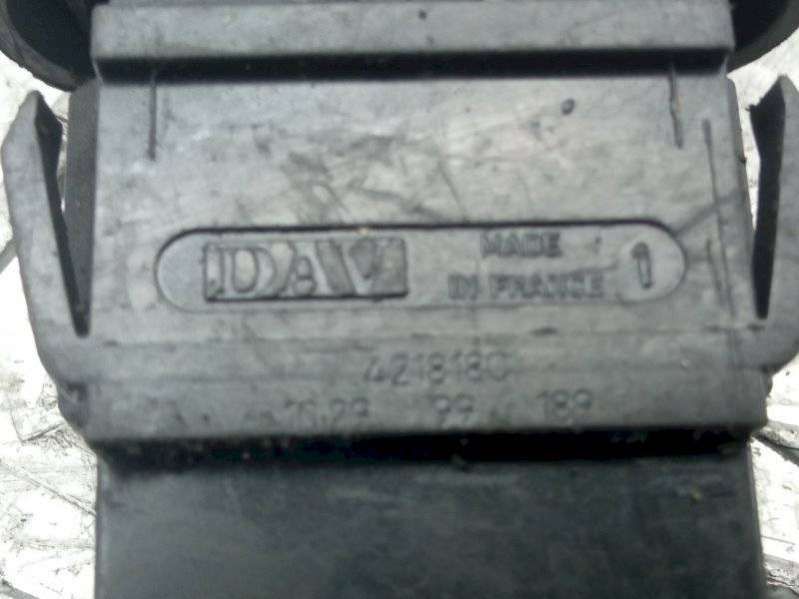 DAV
MADE
IN FRANCE
1
421818C
99 189